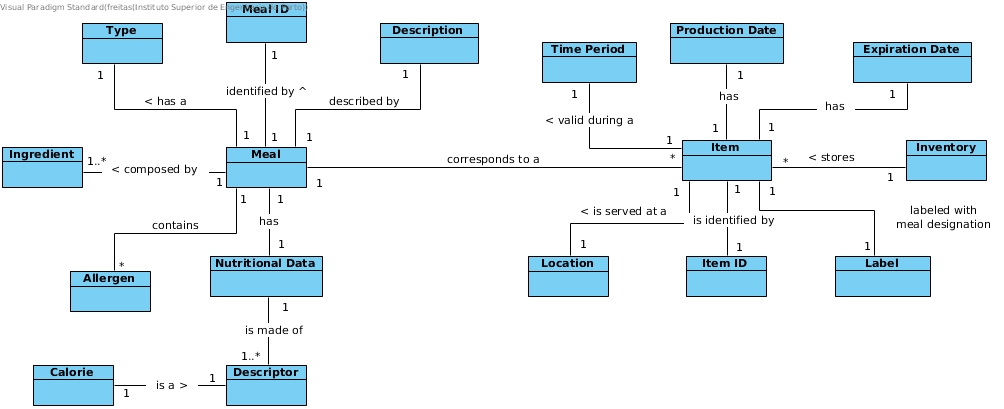 Visual Paradigm Standard(freitas(Instituto Superior de
Meal ID
Type
Description
Time Period
Production Date
Expiration Date
1
1
1
1
1
1
identified by ^
< has a
described by
has
has
< valid during a
1
1
1
1
1
1
Ingredient
1..*
< composed by
1
Meal
1
corresponds to a
*
Item
*
< stores
1
Inventory
1
1
1
1
1
contains
has
< is served at a
is identified by
labeled with
meal designation
*
1
1
1
1
Allergen
Nutritional Data
Location
Item ID
Label
1
is made of
1..*
Calorie
1
is a >
1
Descriptor